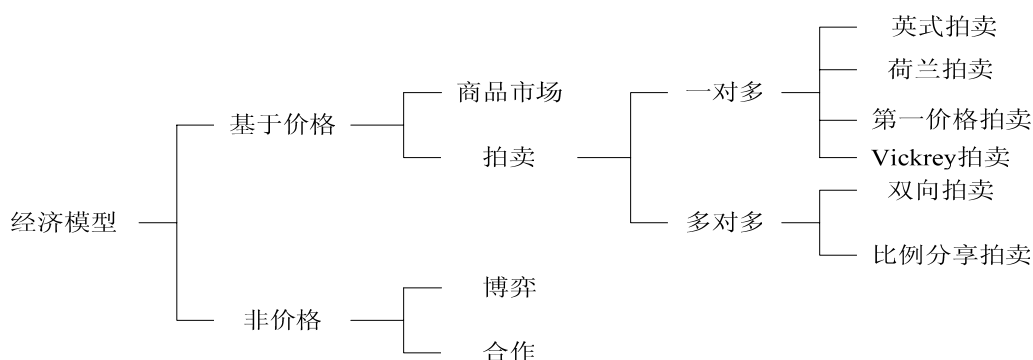 英式拍卖
荷兰拍卖
商品市场
一对多
基于价格
第一价格拍卖
拍卖
Vickrey拍卖
双向拍卖
经济模型
多对多
比例分享拍卖
博弈
非价格
合作